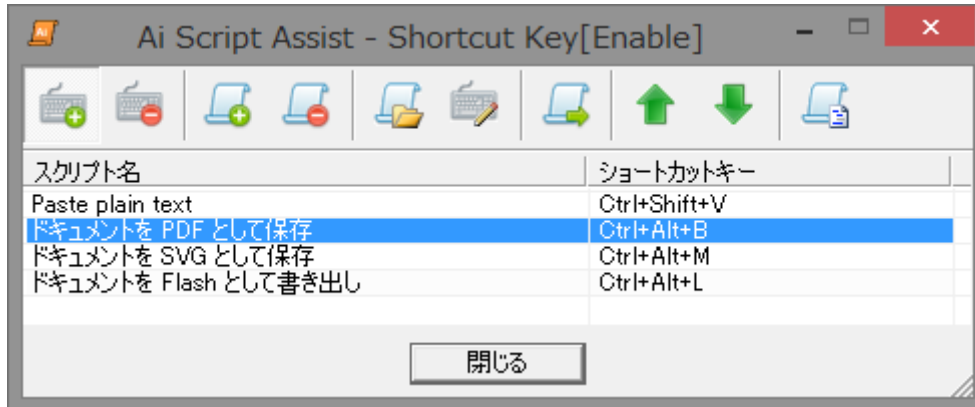 Ai Script Assist - Shortcut Key[Enable]
スクリプト名 ショートカットキー
Paste plain text Ctrl+Shift+V
ドキュメントを PDF として保存 Ctrl+Alt+B
ドキュメントを SVG として保存 Ctrl+Alt+M
ドキュメントを Flash として書き出し Ctrl+Alt+L
閉じる